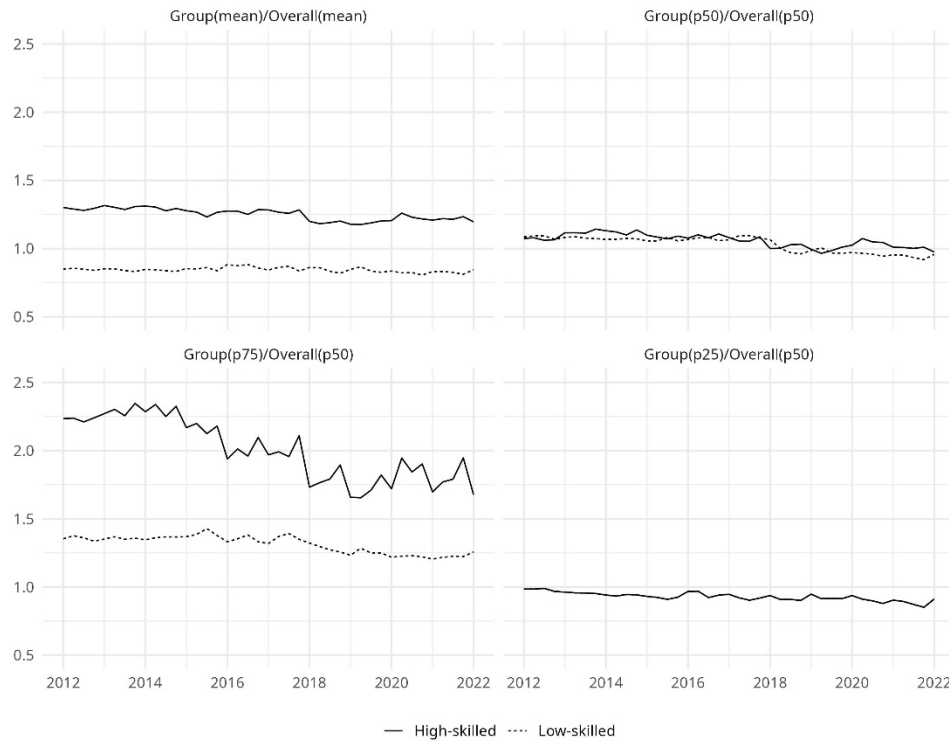 Group(mean)/Overall(mean)
Group(p50)/Overall(p50)
2.5
2.0
1.5
1.0
0.5
Group(p75)/Overall(p50)
Group(p25)/Overall(p50)
2.5
2.0
1.5
1.0
0.5
2012 2014 2016 2018 2020 2022
2012 2014 2016 2018 2020 2022
High-skilled Low-skilled